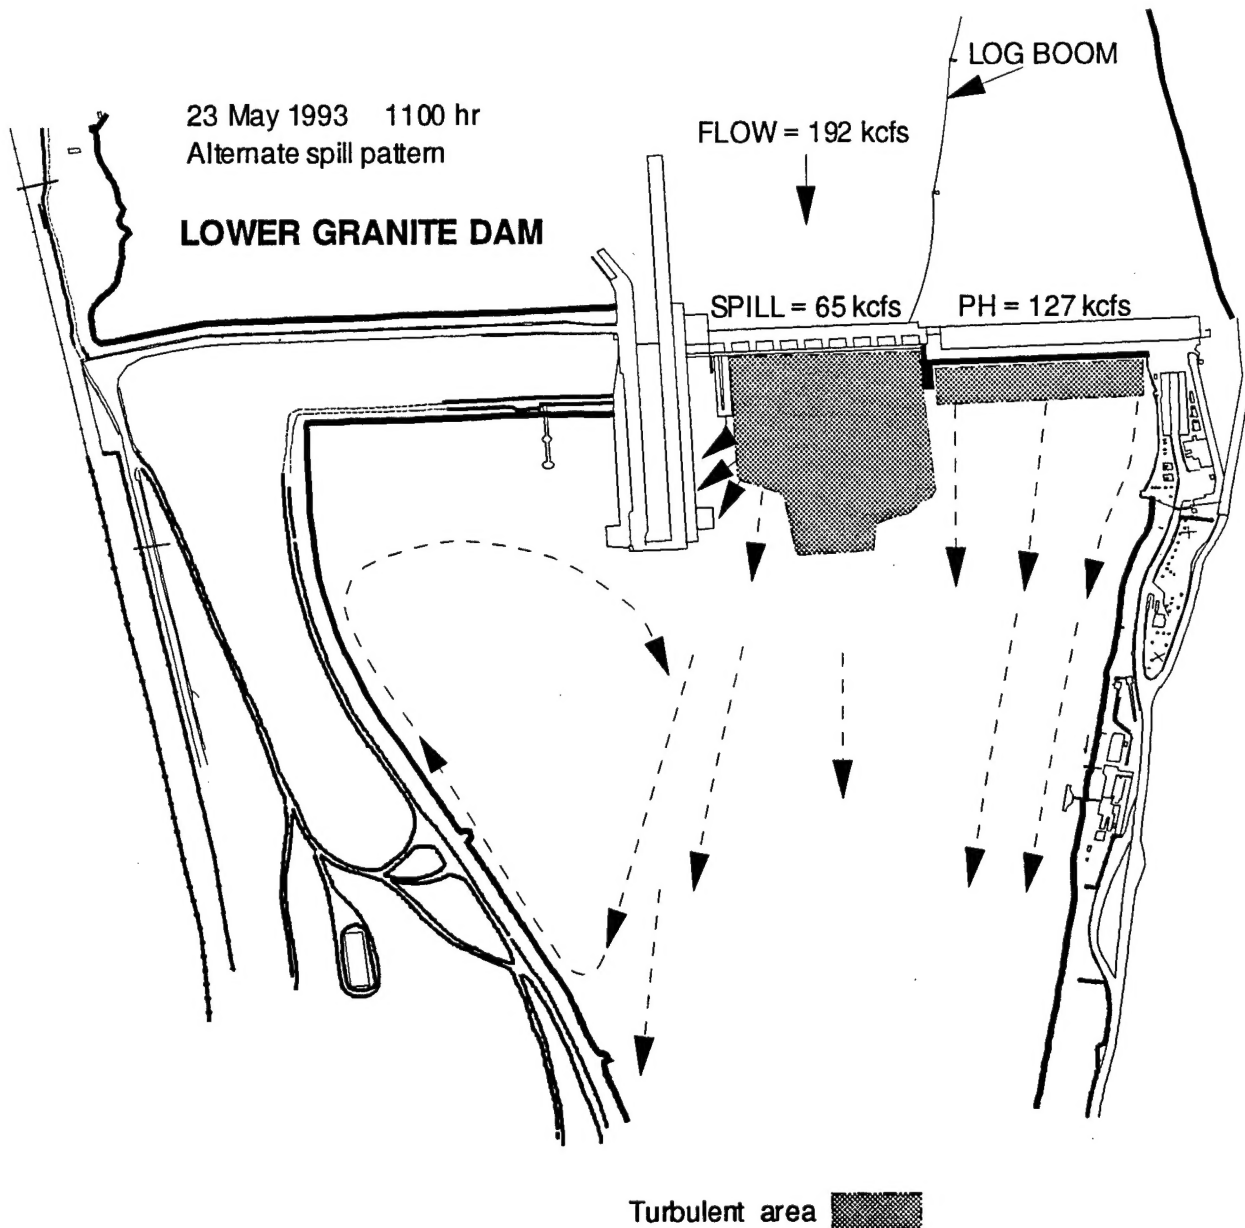 LOG BOOM
23 May 1993 1100 hr
FLOW = 192 kcfs
Alternate spill pattern
LOWER GRANITE DAM
SPILL = 65 kcfs
PH = 127 kcfs
Turbulent area